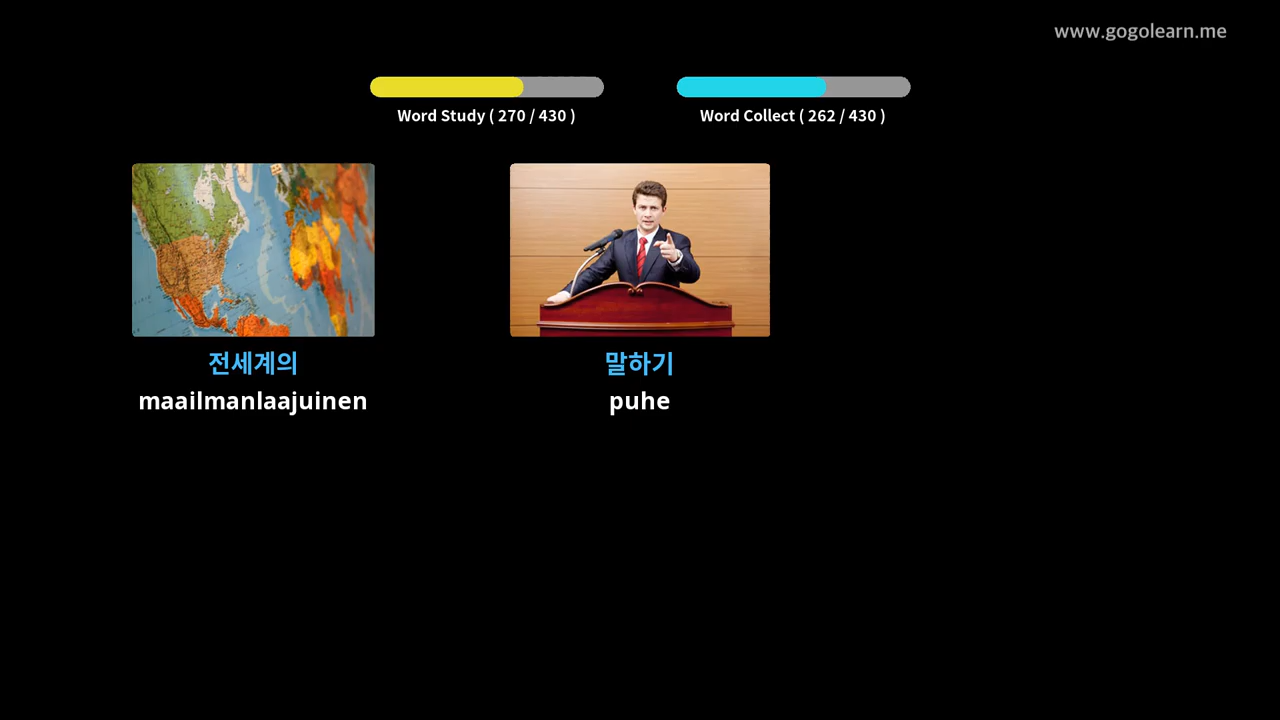 www.gogolearn.me
Word Study ( 270 / 430 )
Word Collect ( 262 / 430 )
전세계의
maailmanlaajuinen
말하기
puhe